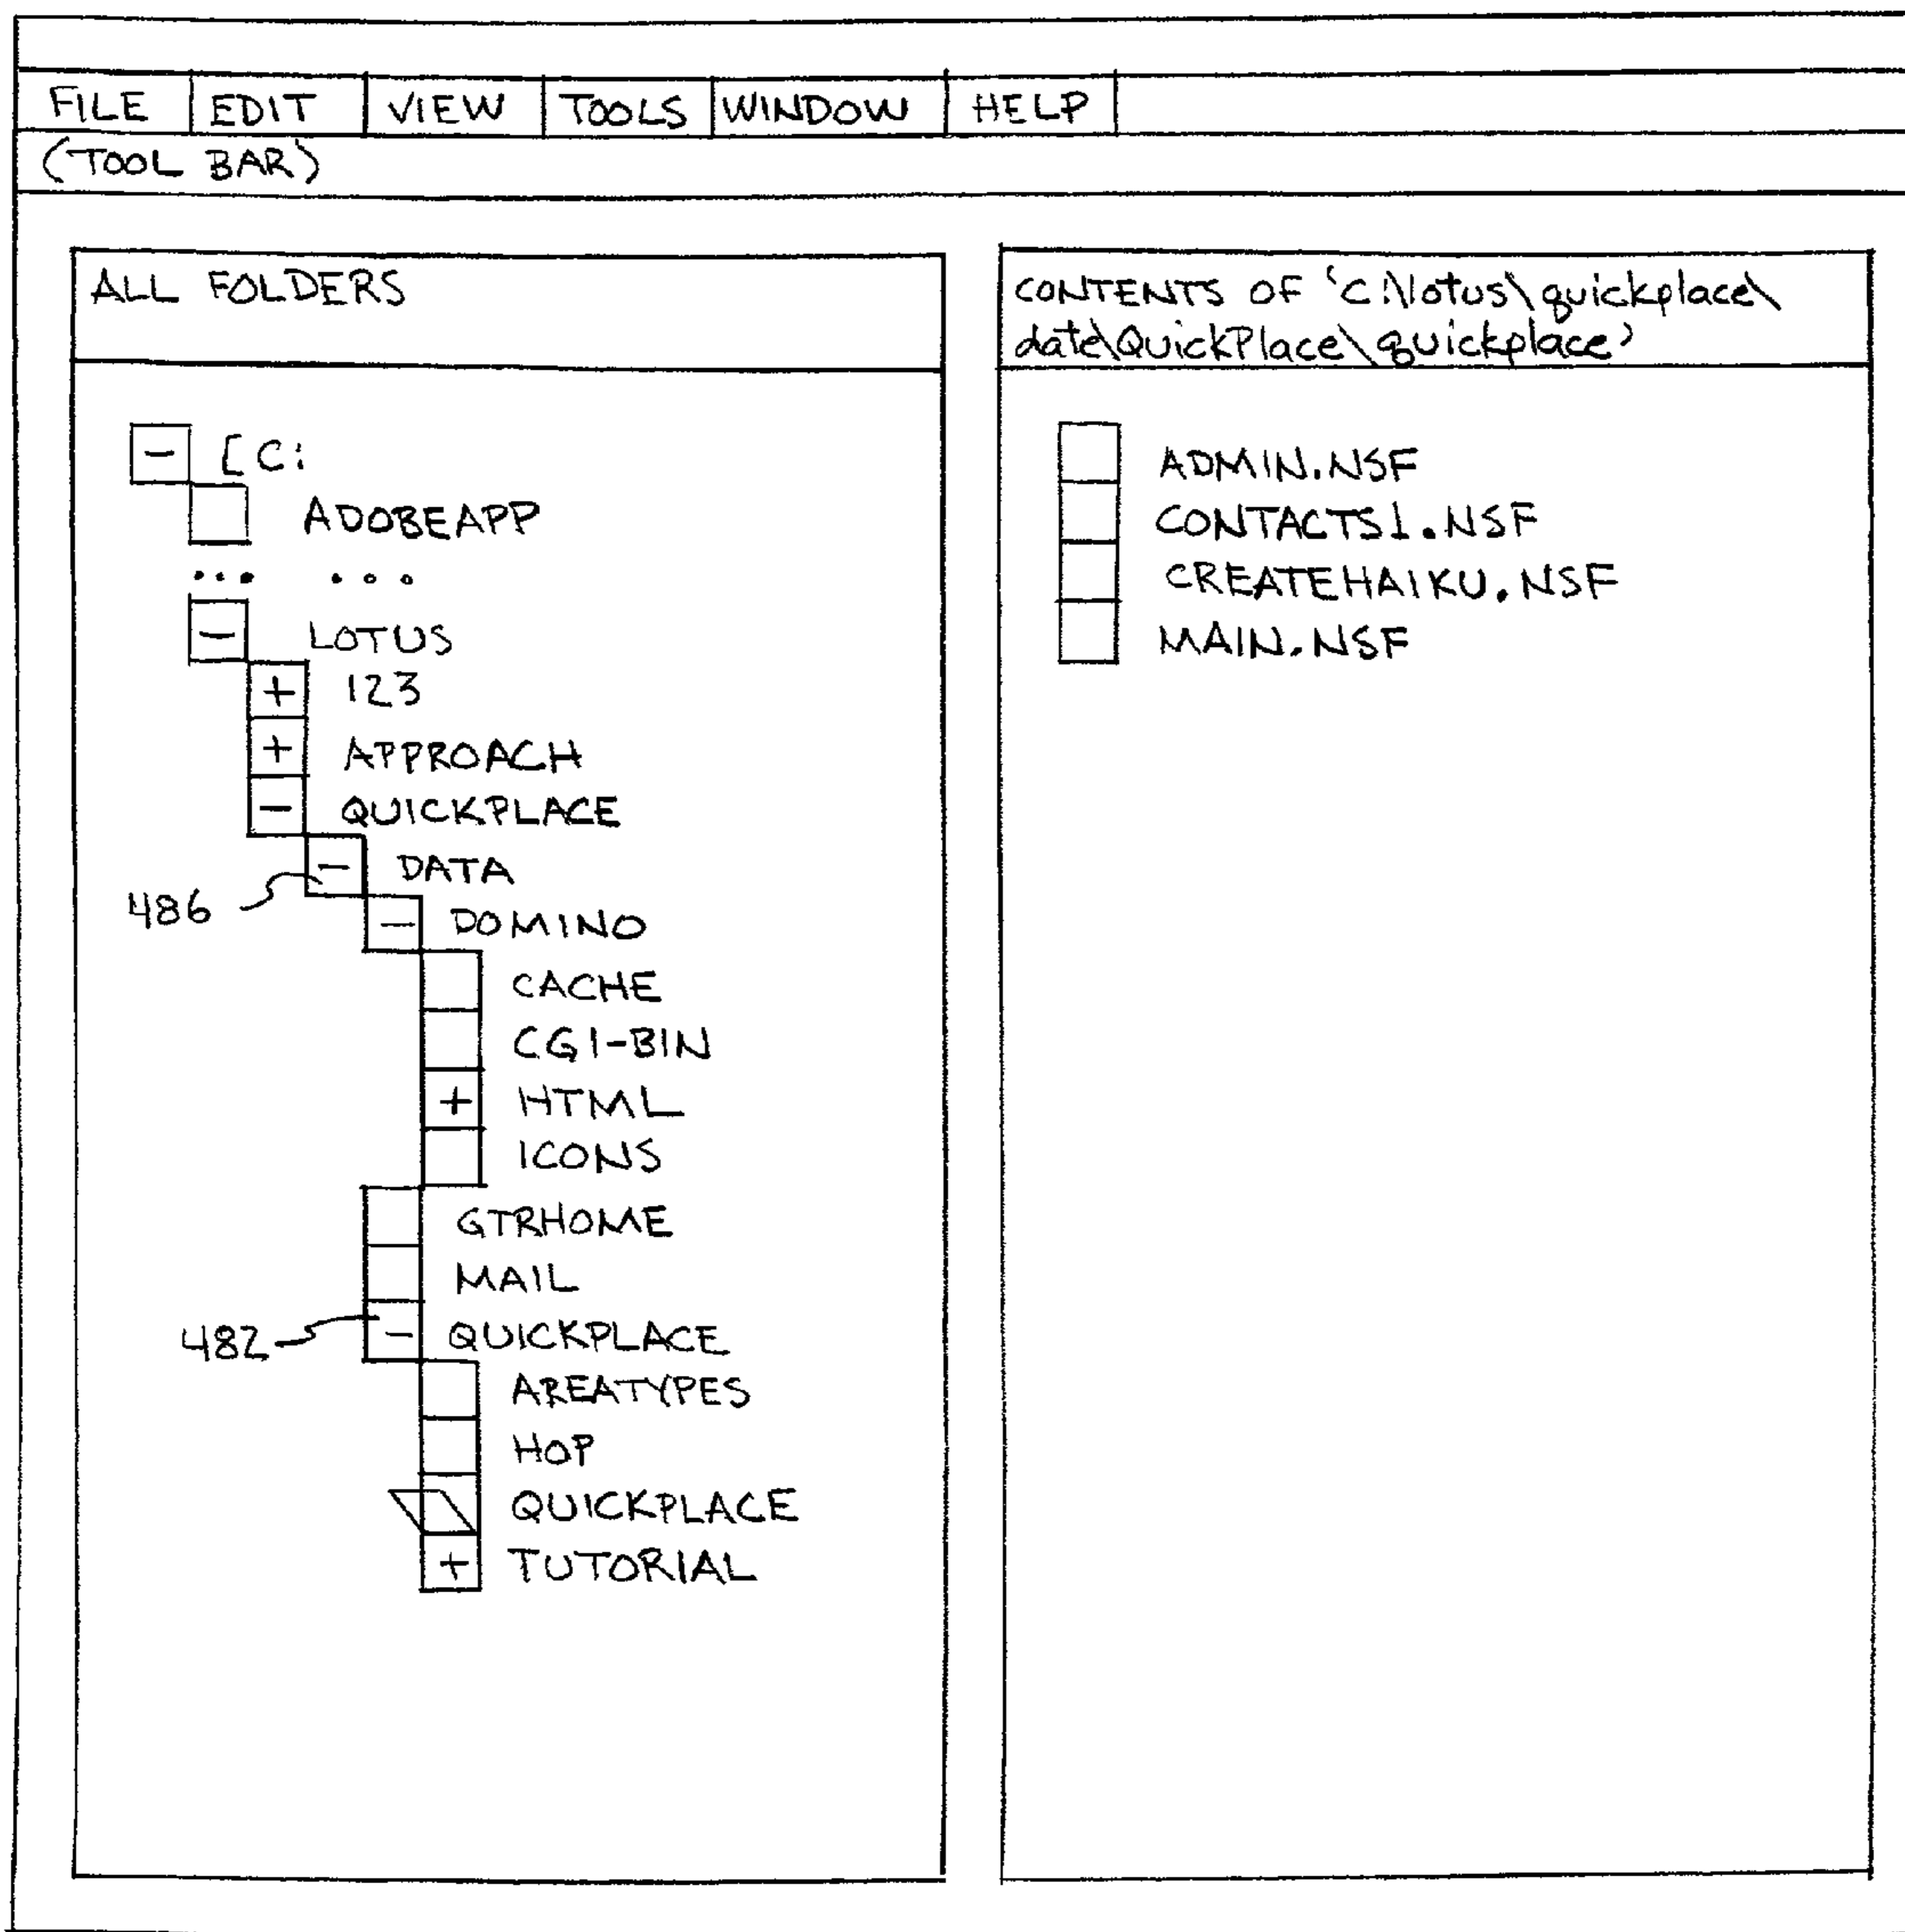 FILE EDIT VIEW TOOLS WINDOW HELP
(TOOL BAR)
ALL FOLDERS
[C:
ADOBEAPP
... ...
LOTUS
123
APPROACH
QUICKPLACE
DATA
486
DOMINO
CACHE
CGI-BIN
HTML
ICONS
GTRHOME
MAIL
482 QUICKPLACE
AREATYPES
HOP
QUICKPLACE
TUTORIAL
CONTENTS OF 'C:\lotus\quickplace\
date\QuickPlace\quickplace'
ADMIN.NSF
CONTACTS1.NSF
CREATEHAIKU.NSF
MAIN.NSF